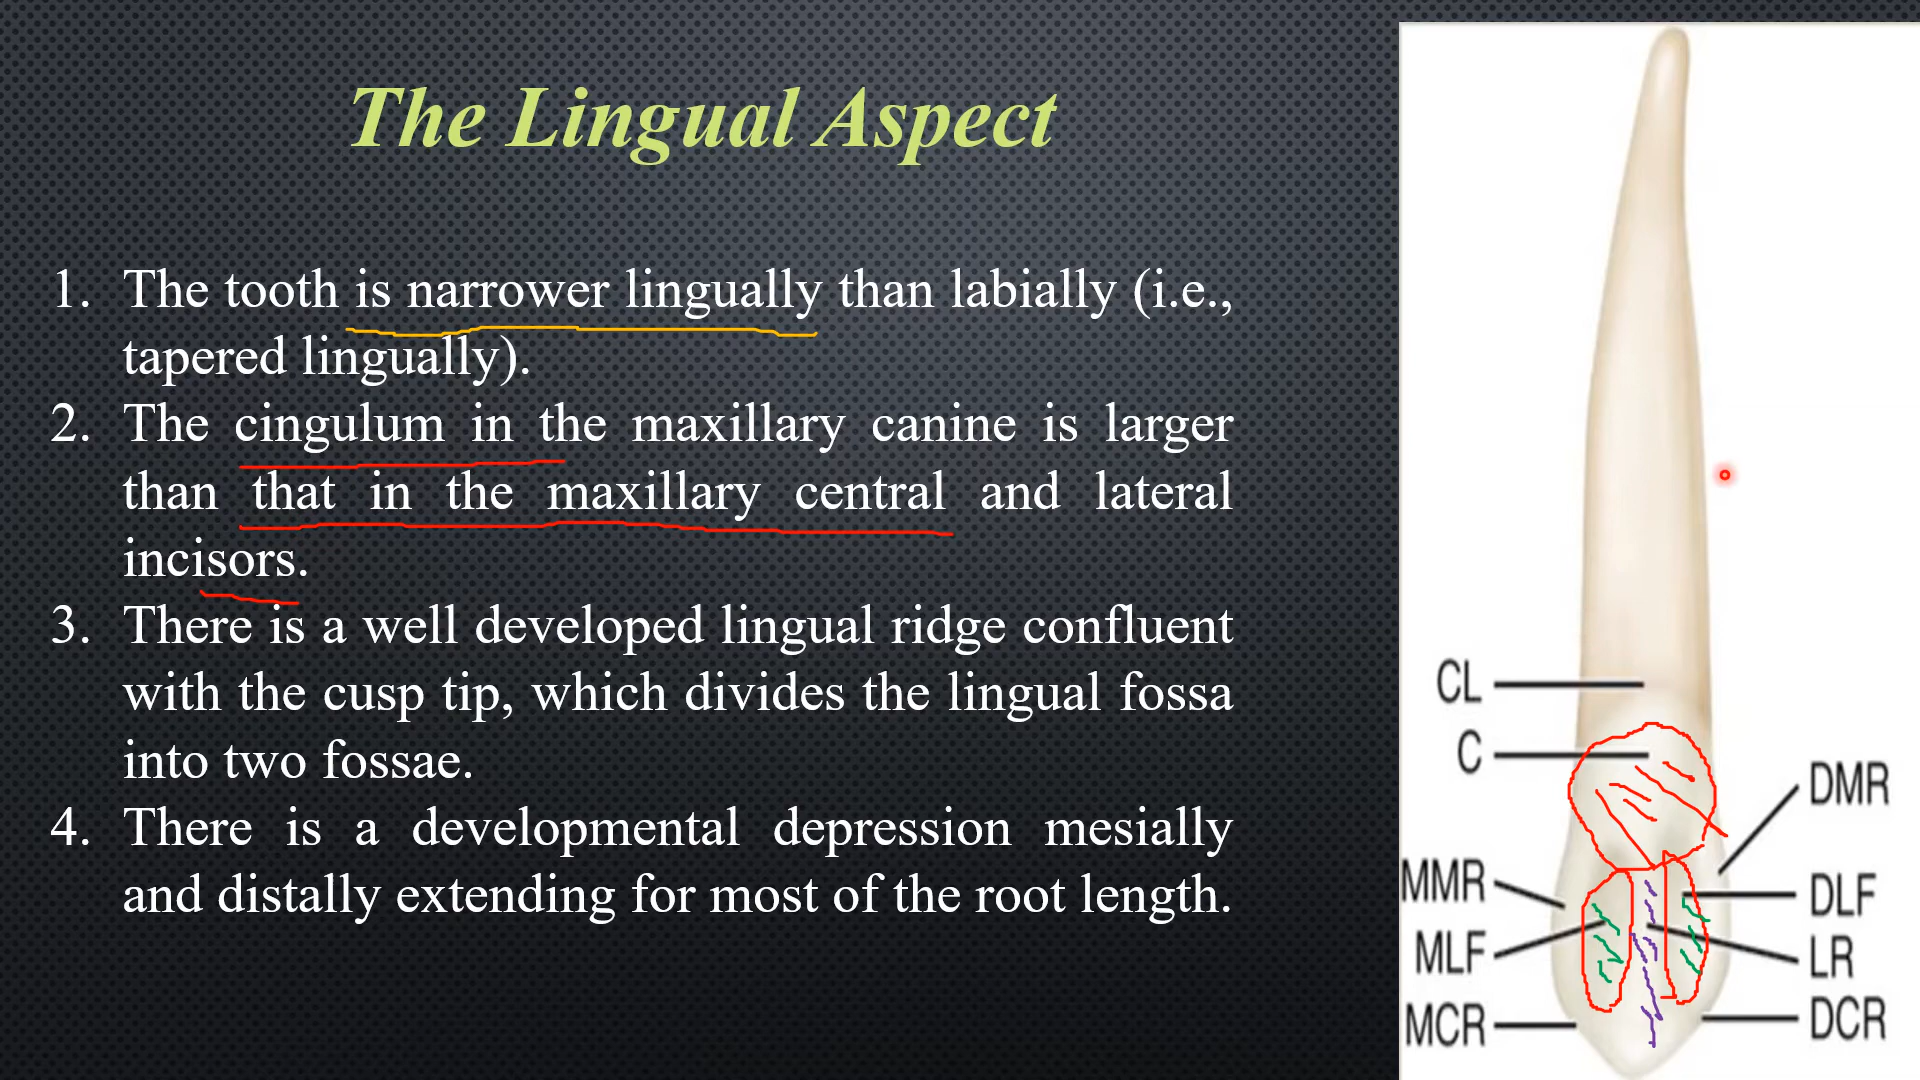 The Lingual Aspect
1. The tooth is narrower lingually than labially (i.e.,
tapered lingually).
2. The cingulum in the maxillary canine is larger
than that in the maxillary central and lateral
incisors.
3. There is a well developed lingual ridge confluent
with the cusp tip, which divides the lingual fossa
into two fossae.
4. There is a developmental depression mesially
and distally extending for most of the root length.
CL
C
DMR
MMR
DLF
MLF
LR
MCR
DCR